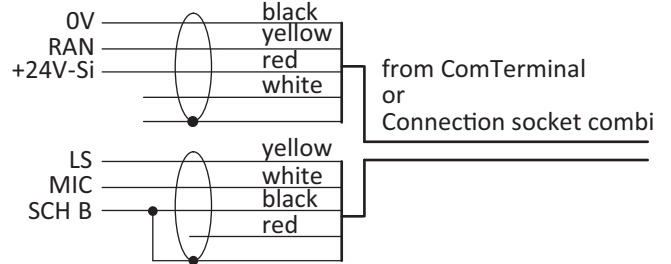 0V black
RAN yellow
+24V-Si red
white
from ComTerminal
or
Connection socket combi
LS yellow
MIC white
SCH B black
red